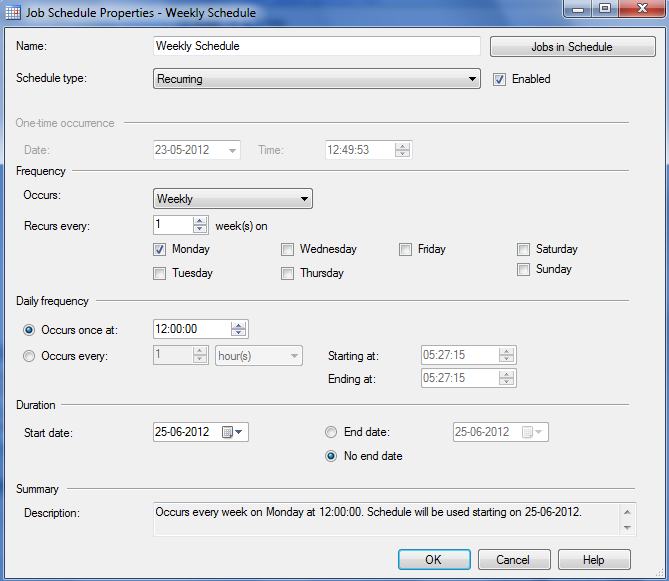 Job Schedule Properties - Weekly Schedule
Name: Weekly Schedule Jobs in Schedule
Schedule type: Recurring Enabled
One-time occurrence
Date: 23-05-2012 Time: 12:49:53
Frequency
Occurs: Weekly
Recurs every: 1 week(s) on
Monday Wednesday Friday Saturday
Tuesday Thursday Sunday
Daily frequency
Occurs once at: 12:00:00
Occurs every: 1 hour(s) Starting at: 05:27:15
Ending at: 05:27:15
Duration
Start date: 25-06-2012 End date: 25-06-2012
No end date
Summary
Description: Occurs every week on Monday at 12:00:00. Schedule will be used starting on 25-06-2012.
OK Cancel Help